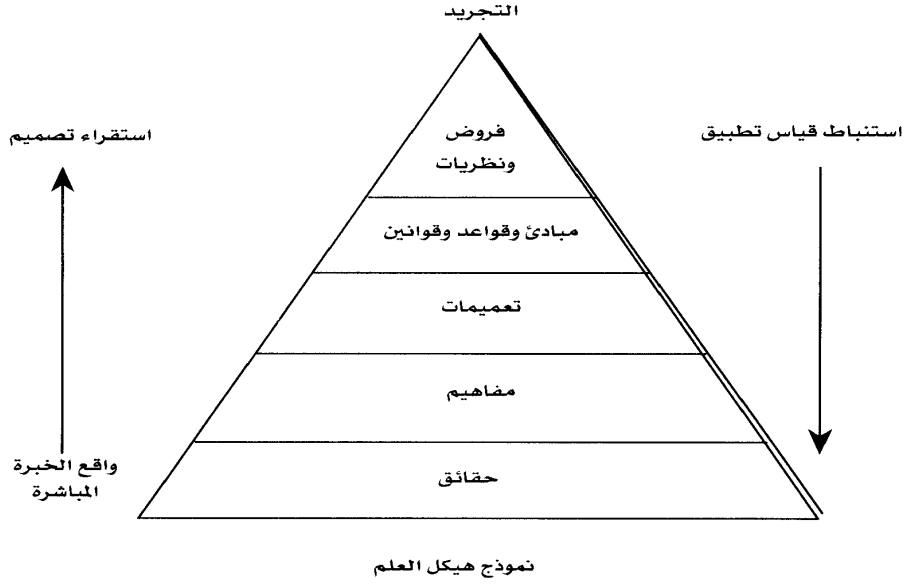 التجريد
استنباط قياس تطبيق
استقراء تصميم
فروض
ونظريات
مبادئ وقواعد وقوانين
تعميمات
مفاهيم
حقائق
واقع الخبرة
المباشرة
نموذج هيكل العلم